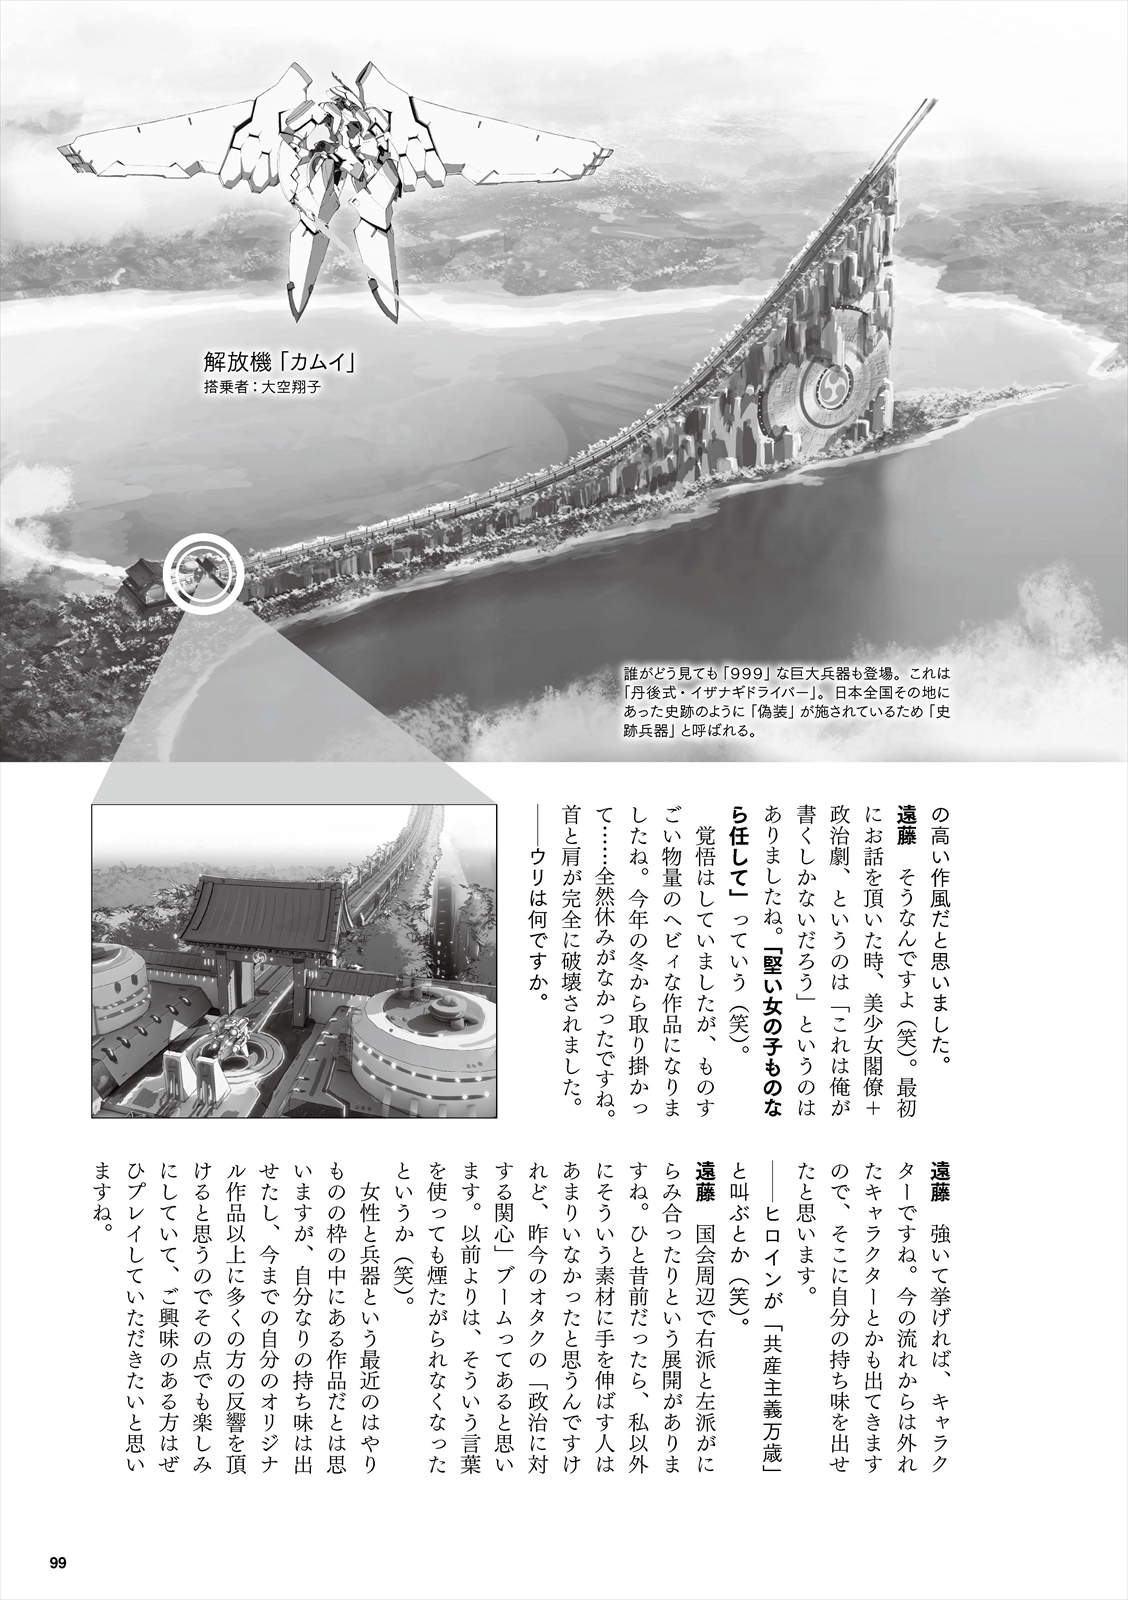 解放機「カムイ」
搭乗者：大空翔子
誰がどう見ても「999」な巨大兵器も登場。これは
「丹後式・イザナギドライバー」。日本全国その地に
あった史跡のように「偽装」が施されているため「史
跡兵器」と呼ばれる。
の高い作風だと思いました。
遠藤　そうなんですよ（笑）。最初
にお話を頂いた時、美少女閣僚＋
政治劇、というのは「これは俺が
書くしかないだろう」というのは
ありましたね。「堅い女の子ものな
ら任して」っていう（笑）。
　覚悟はしていましたが、ものす
ごい物量のヘビィな作品になりま
したね。今年の冬から取り掛かっ
て……全然休みがなかったですね。
首と肩が完全に破壊されました。
――ウリは何ですか。
遠藤　強いて挙げれば、キャラク
ターですね。今の流れからは外れ
たキャラクターとかも出てきます
ので、そこに自分の持ち味を出せ
たと思います。
――ヒロインが「共産主義万歳」
と叫ぶとか（笑）。
遠藤　国会周辺で右派と左派がに
らみ合ったりという展開がありま
すね。ひと昔前だったら、私以外
にそういう素材に手を伸ばす人は
あまりいなかったと思うんですけ
れど、昨今のオタクの「政治に対
する関心」ブームってあると思い
ます。以前よりは、そういう言葉
を使っても煙たがられなくなった
というか（笑）。
　女性と兵器という最近のはやり
ものの枠の中にある作品だとは思
いますが、自分なりの持ち味は出
せたし、今までの自分のオリジナ
ル作品以上に多くの方の反響を頂
けると思うのでその点でも楽しみ
にしていて、ご興味のある方はぜ
ひプレイしていただきたいと思い
ますね。
99